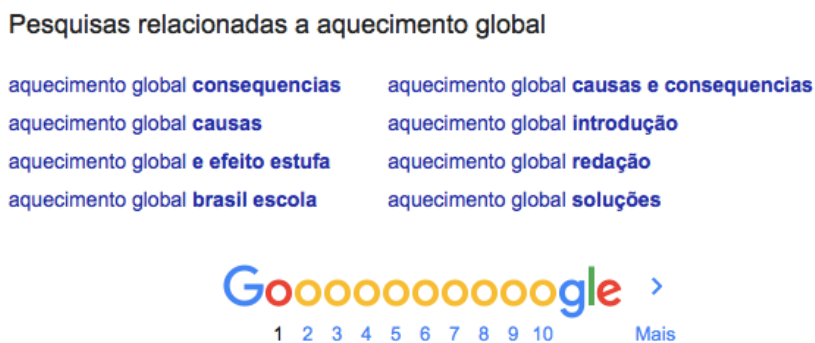 Pesquisas relacionadas a aquecimento global
aquecimento global consequencias
aquecimento global causas e consequencias
aquecimento global causas
aquecimento global introdução
aquecimento global e efeito estufa
aquecimento global redação
aquecimento global brasil escola
aquecimento global soluções
Goooooooooogle >
1 2 3 4 5 6 7 8 9 10 Mais